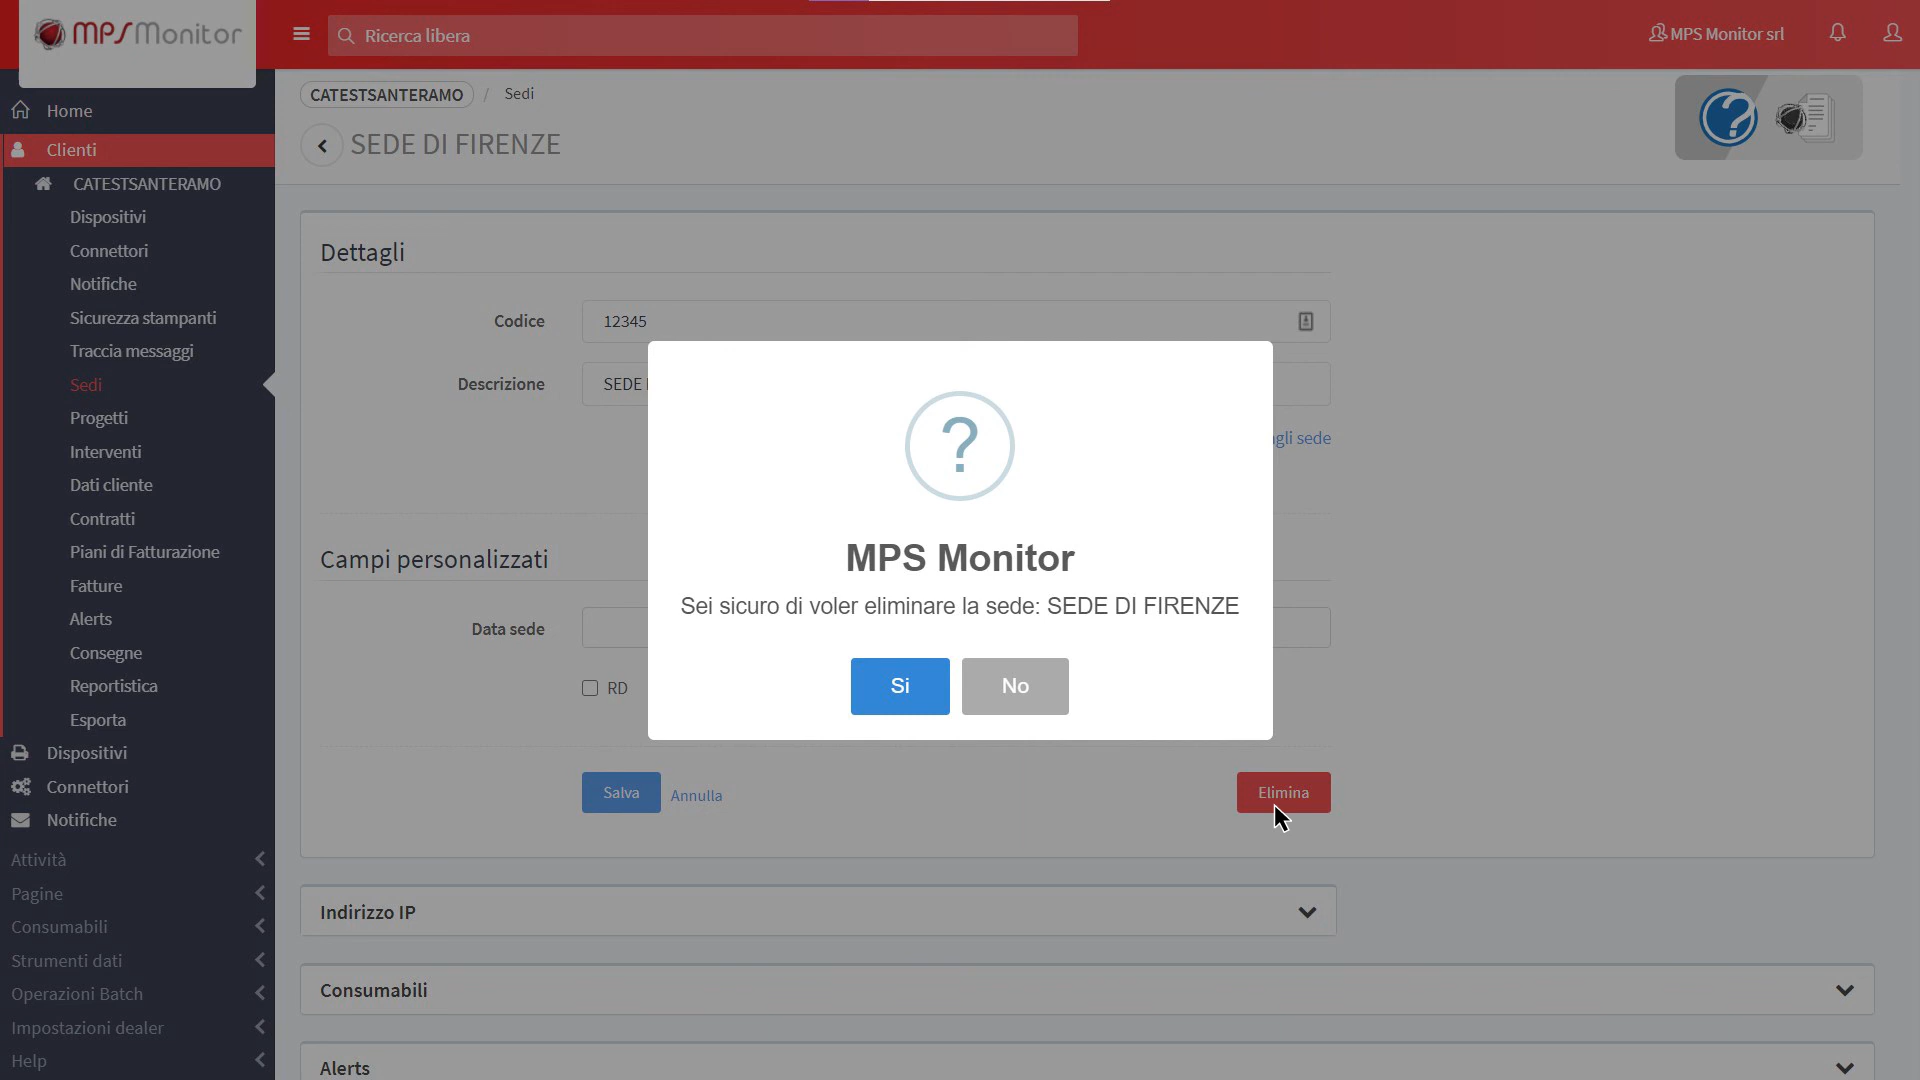 MPS Monitor
Ricerca libera
MPS Monitor srl
Home
Clienti
CATESTSANTERAMO
Dispositivi
Connettori
Notifiche
Sicurezza stampanti
Traccia messaggi
Sedi
Progetti
Interventi
Dati cliente
Contratti
Piani di Fatturazione
Fatture
Alerts
Consegne
Reportistica
Esporta
Dispositivi
Connettori
Notifiche
Attività
Pagine
Consumabili
Strumenti dati
Operazioni Batch
Impostazioni dealer
Help
CATESTSANTERAMO / Sedi
SEDE DI FIRENZE
?
Dettagli
Codice 12345
Descrizione SEDE
sede
Campi personalizzati
Data sede
RD
Salva Annulla Elimina
?
MPS Monitor
Sei sicuro di voler eliminare la sede: SEDE DI FIRENZE
Si No
Indirizzo IP
Consumabili
Alerts